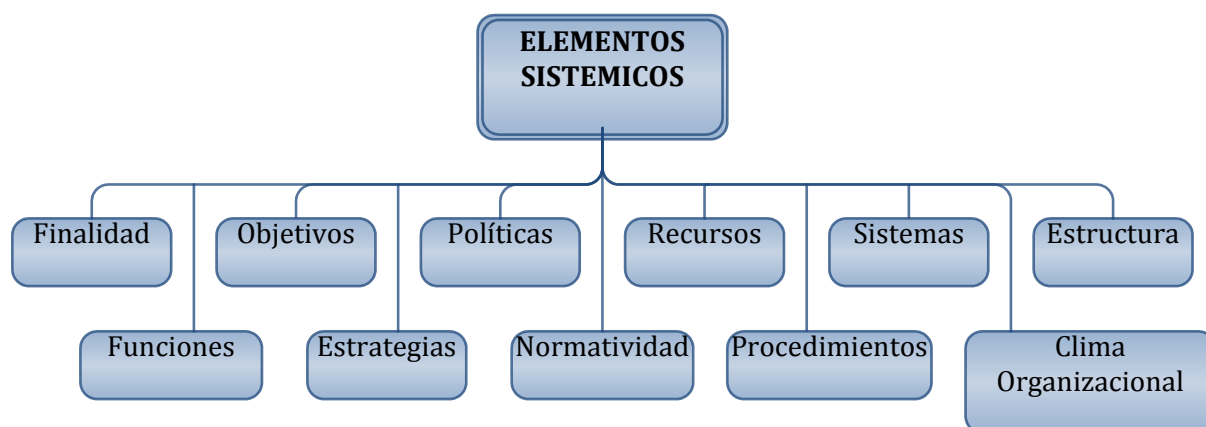 ELEMENTOS
SISTEMICOS
Finalidad
Objetivos
Políticas
Recursos
Sistemas
Estructura
Funciones
Estrategias
Normatividad
Procedimientos
Clima
Organizacional